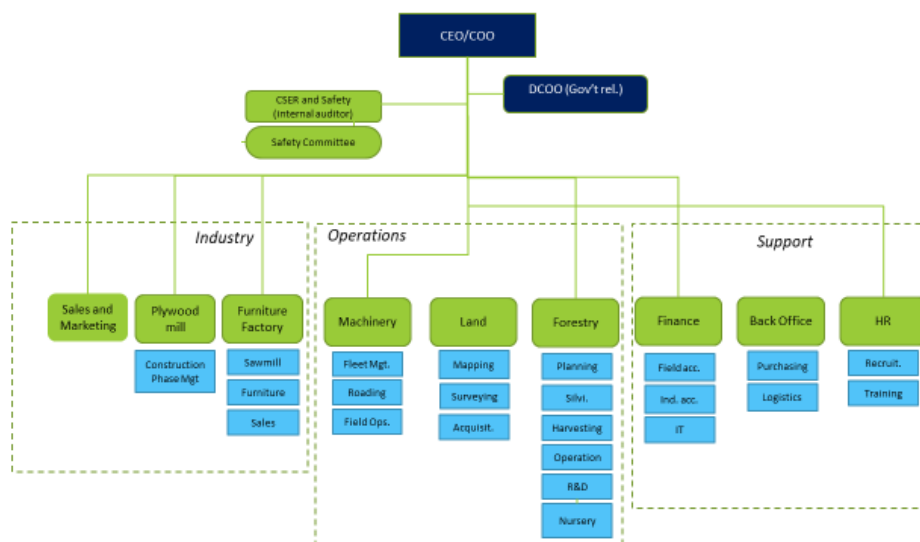 CEO/COO
DCOO (Gov't rel.)
CSER and Safety
(internal auditor)
Safety Committee
Industry
Operations
Support
Sales and
Marketing
Plywood
mill
Furniture
Factory
Machinery
Land
Forestry
Finance
Back Office
HR
Construction
Phase Mgt
Sawmill
Furniture
Sales
Fleet Mgt.
Roading
Field Ops.
Mapping
Surveying
Acquisit.
Planning
Silvi.
Harvesting
Operation
R&D
Nursery
Field acc.
Ind. acc.
IT
Purchasing
Logistics
Recruit.
Training